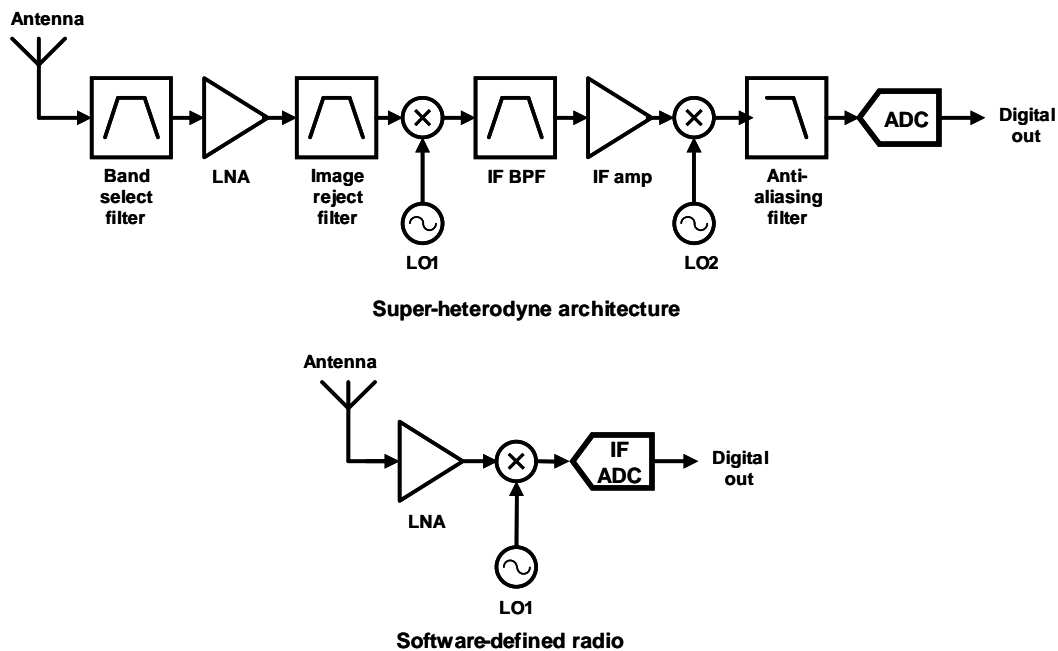 Antenna
Band
select
filter
LNA
Image
reject
filter
LO1
IF BPF
IF amp
LO2
Anti-
aliasing
filter
ADC
Digital
out
Super-heterodyne architecture
Antenna
LNA
LO1
IF
ADC
Digital
out
Software-defined radio